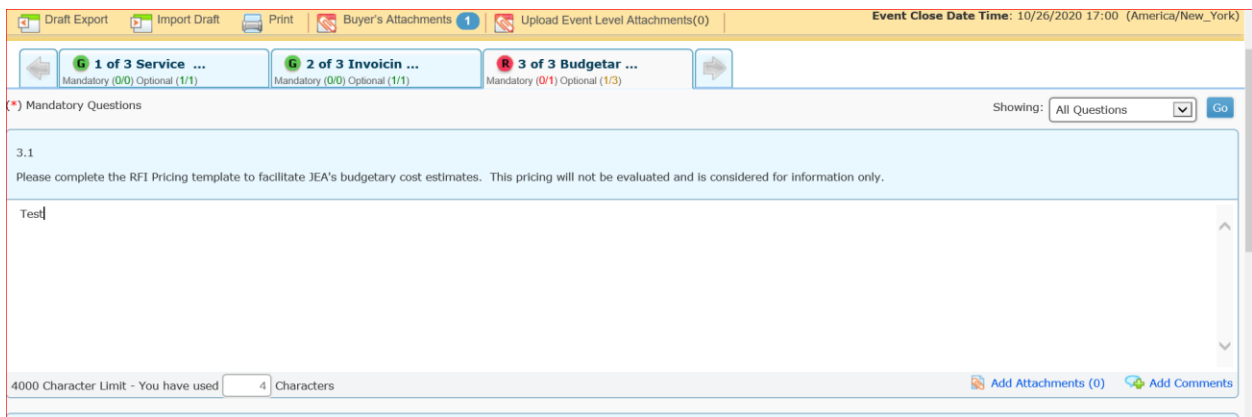 Draft Export Import Draft Print Buyer's Attachments 1 Upload Event Level Attachments(0) Event Close Date Time: 10/26/2020 17:00 (America/New_York)
G 1 of 3 Service ... G 2 of 3 Invoicin ... R 3 of 3 Budgetar ...
Mandatory (0/0) Optional (1/1) Mandatory (0/0) Optional (1/1) Mandatory (0/1) Optional (1/3)
(*) Mandatory Questions Showing: All Questions Go
3.1
Please complete the RFI Pricing template to facilitate JEA's budgetary cost estimates. This pricing will not be evaluated and is considered for information only.
Test
4000 Character Limit - You have used 4 Characters Add Attachments (0) Add Comments